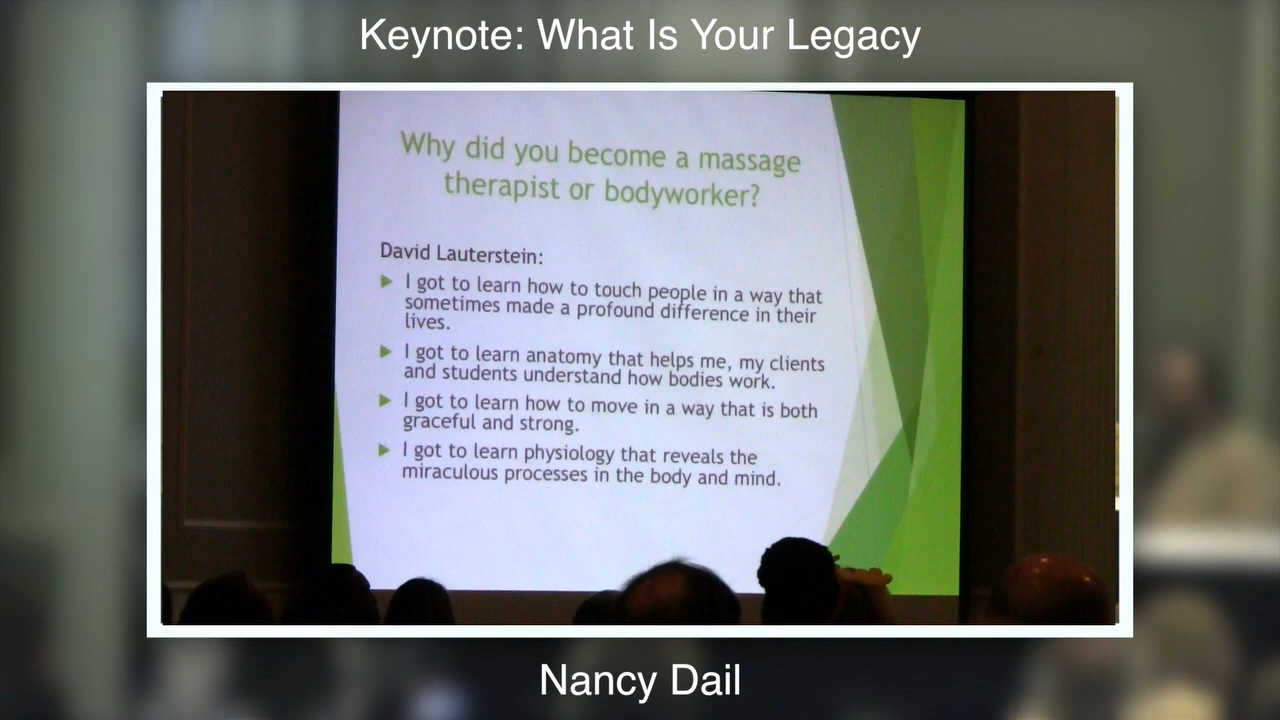 Keynote: What Is Your Legacy
Why did you become a massage
therapist or bodyworker?
David Lauterstein:
I got to learn how to touch people in a way that
sometimes made a profound difference in their
lives.
I got to learn anatomy that helps me, my clients
and students understand how bodies work.
I got to learn how to move in a way that is both
graceful and strong.
I got to learn physiology that reveals the
miraculous processes in the body and mind.
Nancy Dail